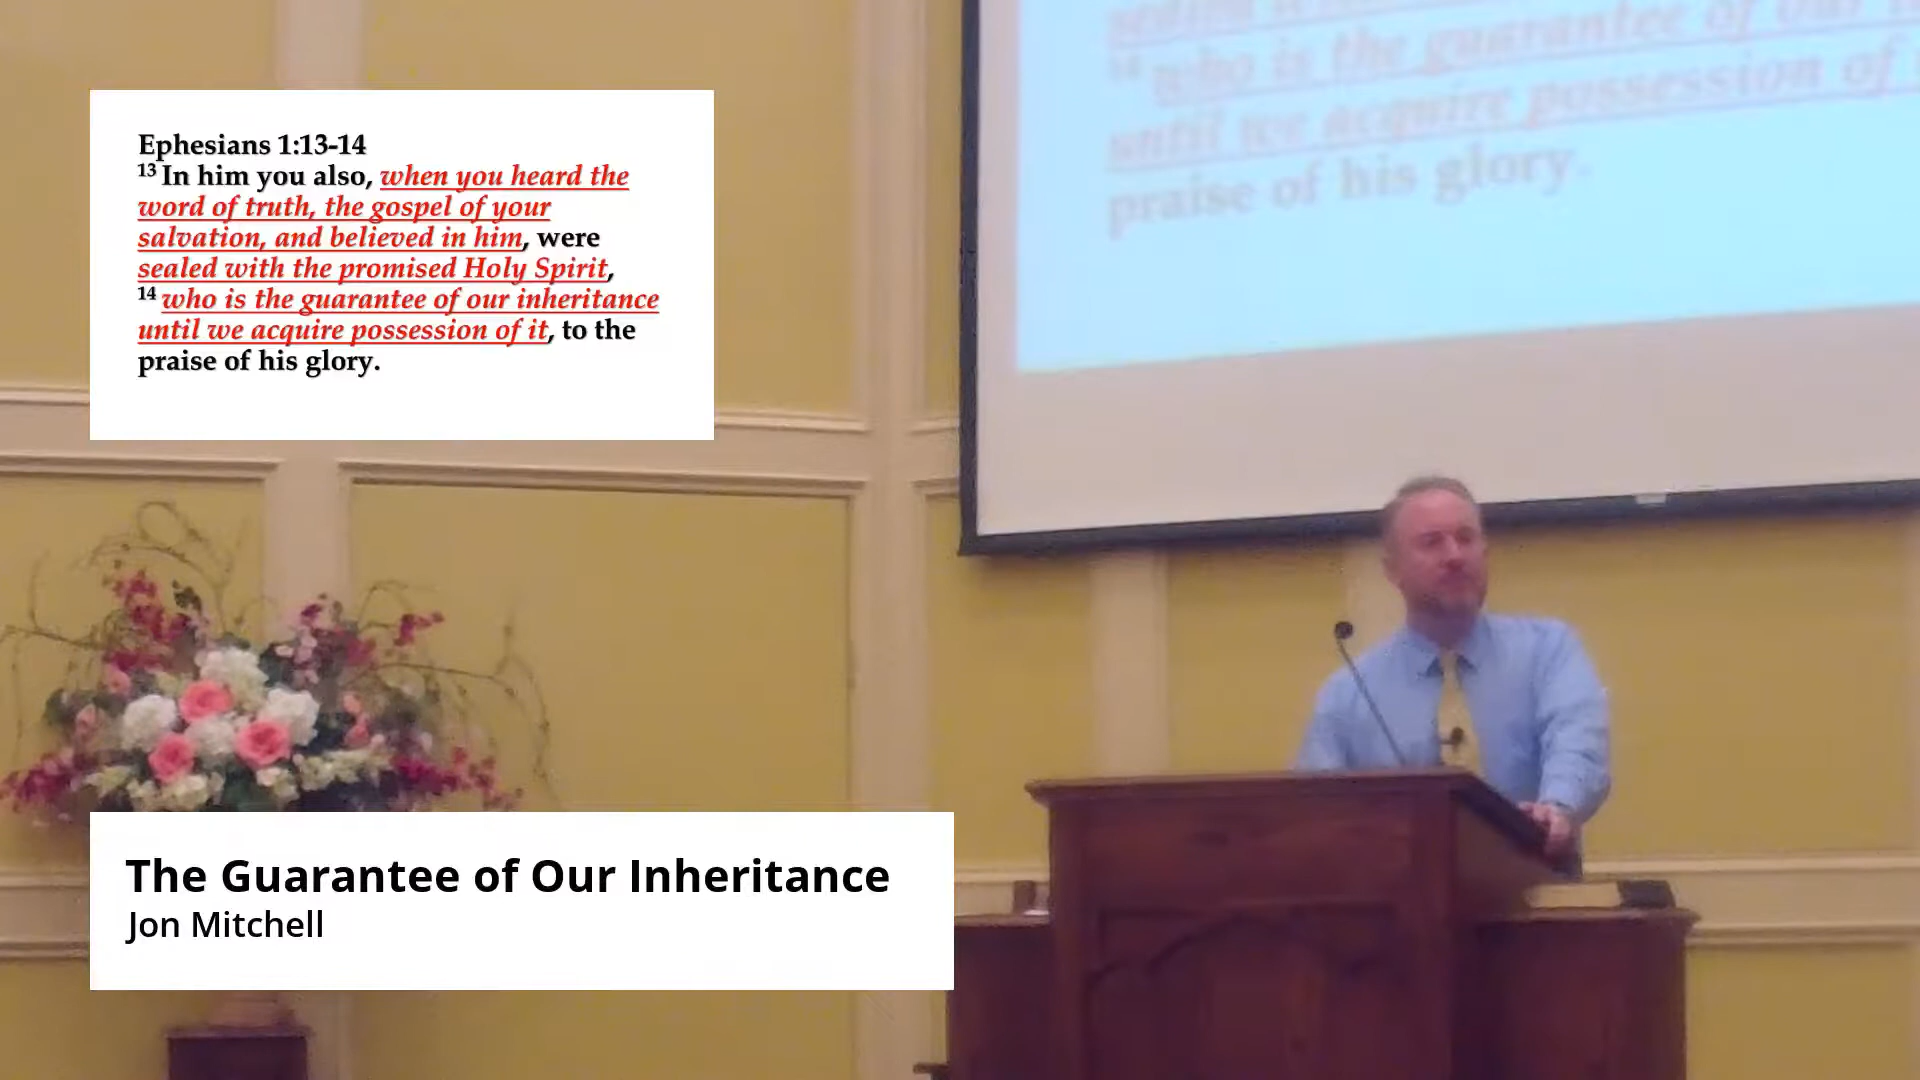 Ephesians 1:13-14
13 In him you also, when you heard the
word of truth, the gospel of your
salvation, and believed in him, were
sealed with the promised Holy Spirit,
14 who is the guarantee of our inheritance
until we acquire possession of it, to the
praise of his glory.
who is the guarantee of our
until we acquire possession of
praise of his glory.
The Guarantee of Our Inheritance
Jon Mitchell